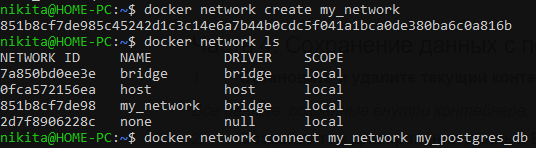 nikita@HOME-PC:~$ docker network create my_network
851b8cf7de985c45242d1c3c14e6a7b44b0cdc5f041a1bca0de380ba6c0a816b
nikita@HOME-PC:~$ docker network ls
NETWORK ID     NAME         DRIVER    SCOPE
7a850bd0ee3e   bridge       bridge    local
0fca572156ea   host         host      local
851b8cf7de98   my_network   bridge    local
2d7f8906228c   none         null      local
nikita@HOME-PC:~$ docker network connect my_network my_postgres_db